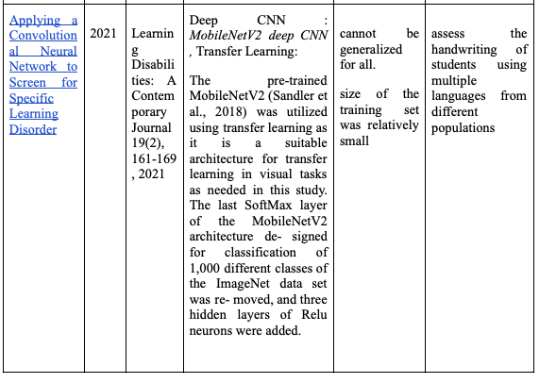 Applying a
Convolution
al Neural
Network to
Screen for
Specific
Learning
Disorder
2021
Learnin
g
Disabili
ties: A
Contem
porary
Journal
19(2),
161-169
, 2021
Deep CNN :
MobileNetV2 deep CNN
, Transfer Learning:
The pre-trained
MobileNetV2 (Sandler et
al., 2018) was utilized
using transfer learning as
it is a suitable
architecture for transfer
learning in visual tasks
as needed in this study.
The last SoftMax layer
of the MobileNetV2
architecture de- signed
for classification of
1,000 different classes of
the ImageNet data set
was re- moved, and three
hidden layers of Relu
neurons were added.
cannot be
generalized
for all.
size of the
training set
was relatively
small
assess the
handwriting of
students using
multiple
languages from
different
populations